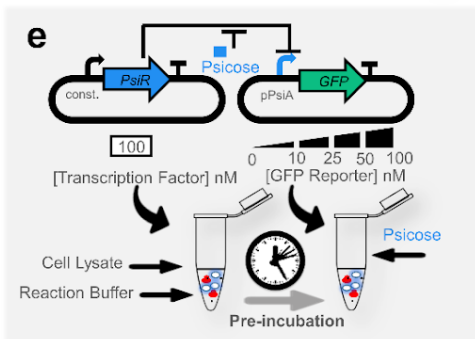 e
PsiR
Psicose
GFP
const.
pPsiA
100
0 10 25 50 100
[Transcription Factor] nM
[GFP Reporter] nM
Psicose
Cell Lysate
Reaction Buffer
Pre-incubation